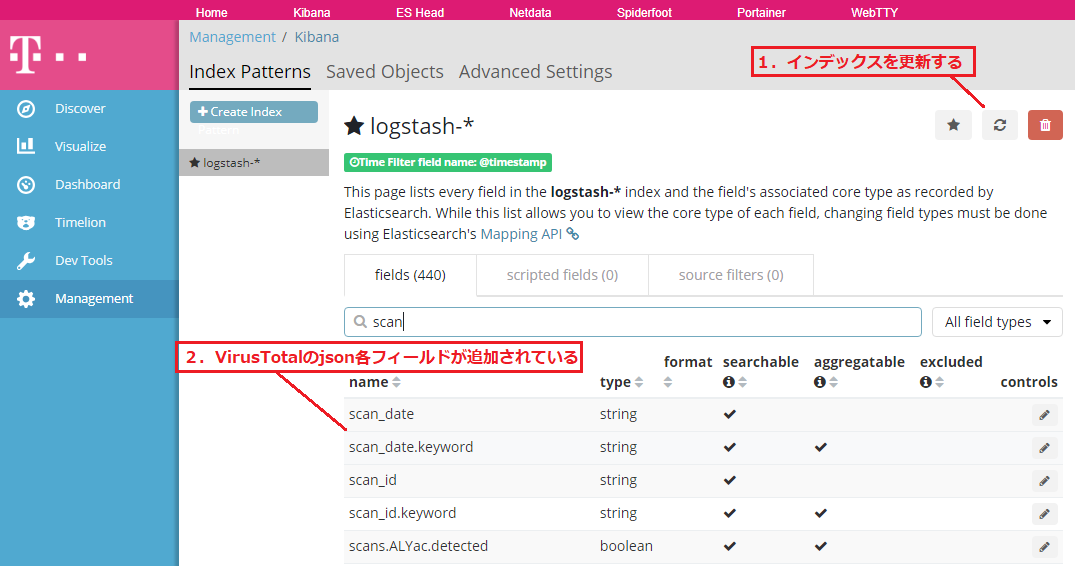 Home Kibana ES Head Netdata Spiderfoot Portainer WebTTY
T
Management / Kibana
Index Patterns Saved Objects Advanced Settings
1．インデックスを更新する
Discover
Visualize
Dashboard
Timelion
Dev Tools
Management
Create Index
Pattern
logstash-*
logstash-*
Time Filter field name: @timestamp
This page lists every field in the logstash-* index and the field's associated core type as recorded by
Elasticsearch. While this list allows you to view the core type of each field, changing field types must be done
using Elasticsearch's Mapping API
fields (440) scripted fields (0) source filters (0)
scan
All field types
2．VirusTotalのjson各フィールドが追加されている
name type format searchable aggregatable excluded controls
scan_date string
scan_date.keyword string
scan_id string
scan_id.keyword string
scans.ALYac.detected boolean